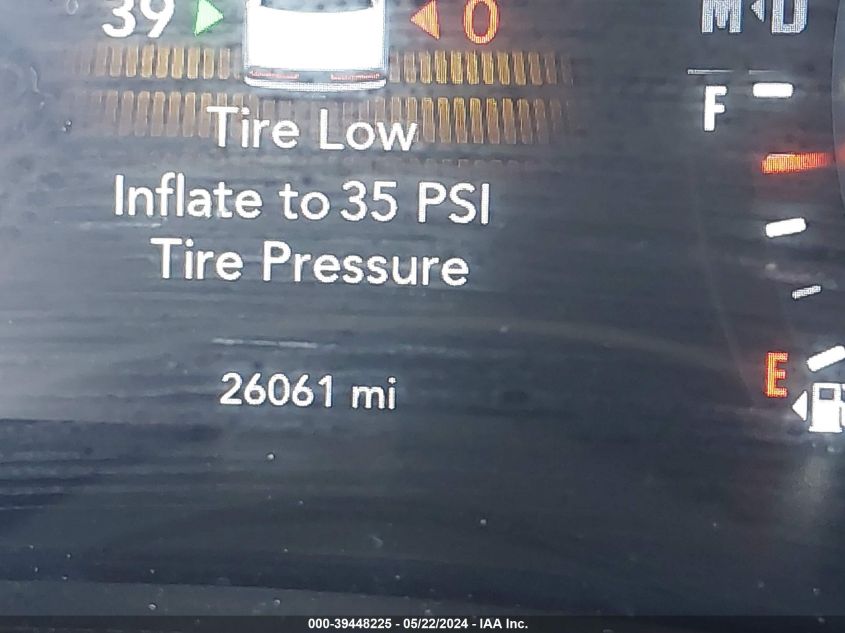 39 0 M D
F
Tire Low
Inflate to 35 PSI
Tire Pressure
E
26061 mi
000-39448225 - 05/22/2024 - IAA Inc.